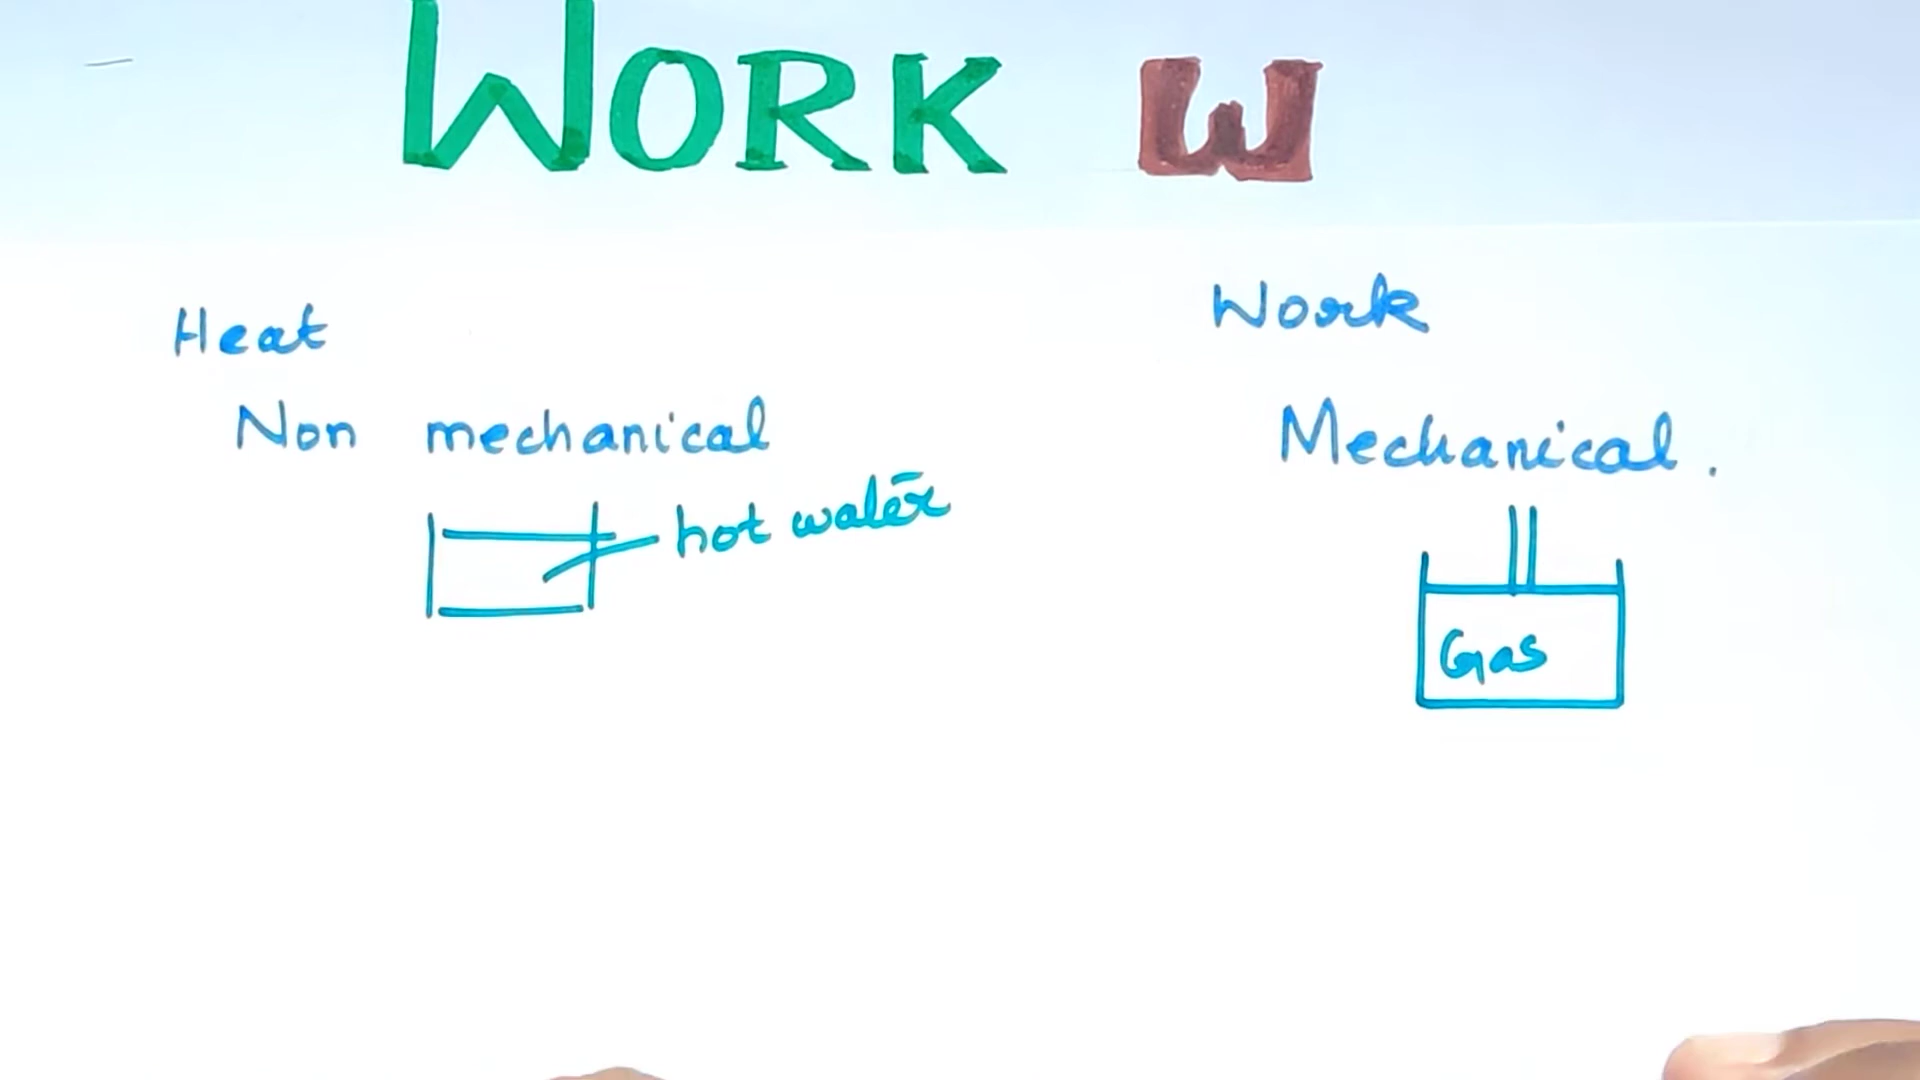 WORK W
Heat
Non mechanical
hot water
Work
Mechanical.
Gas